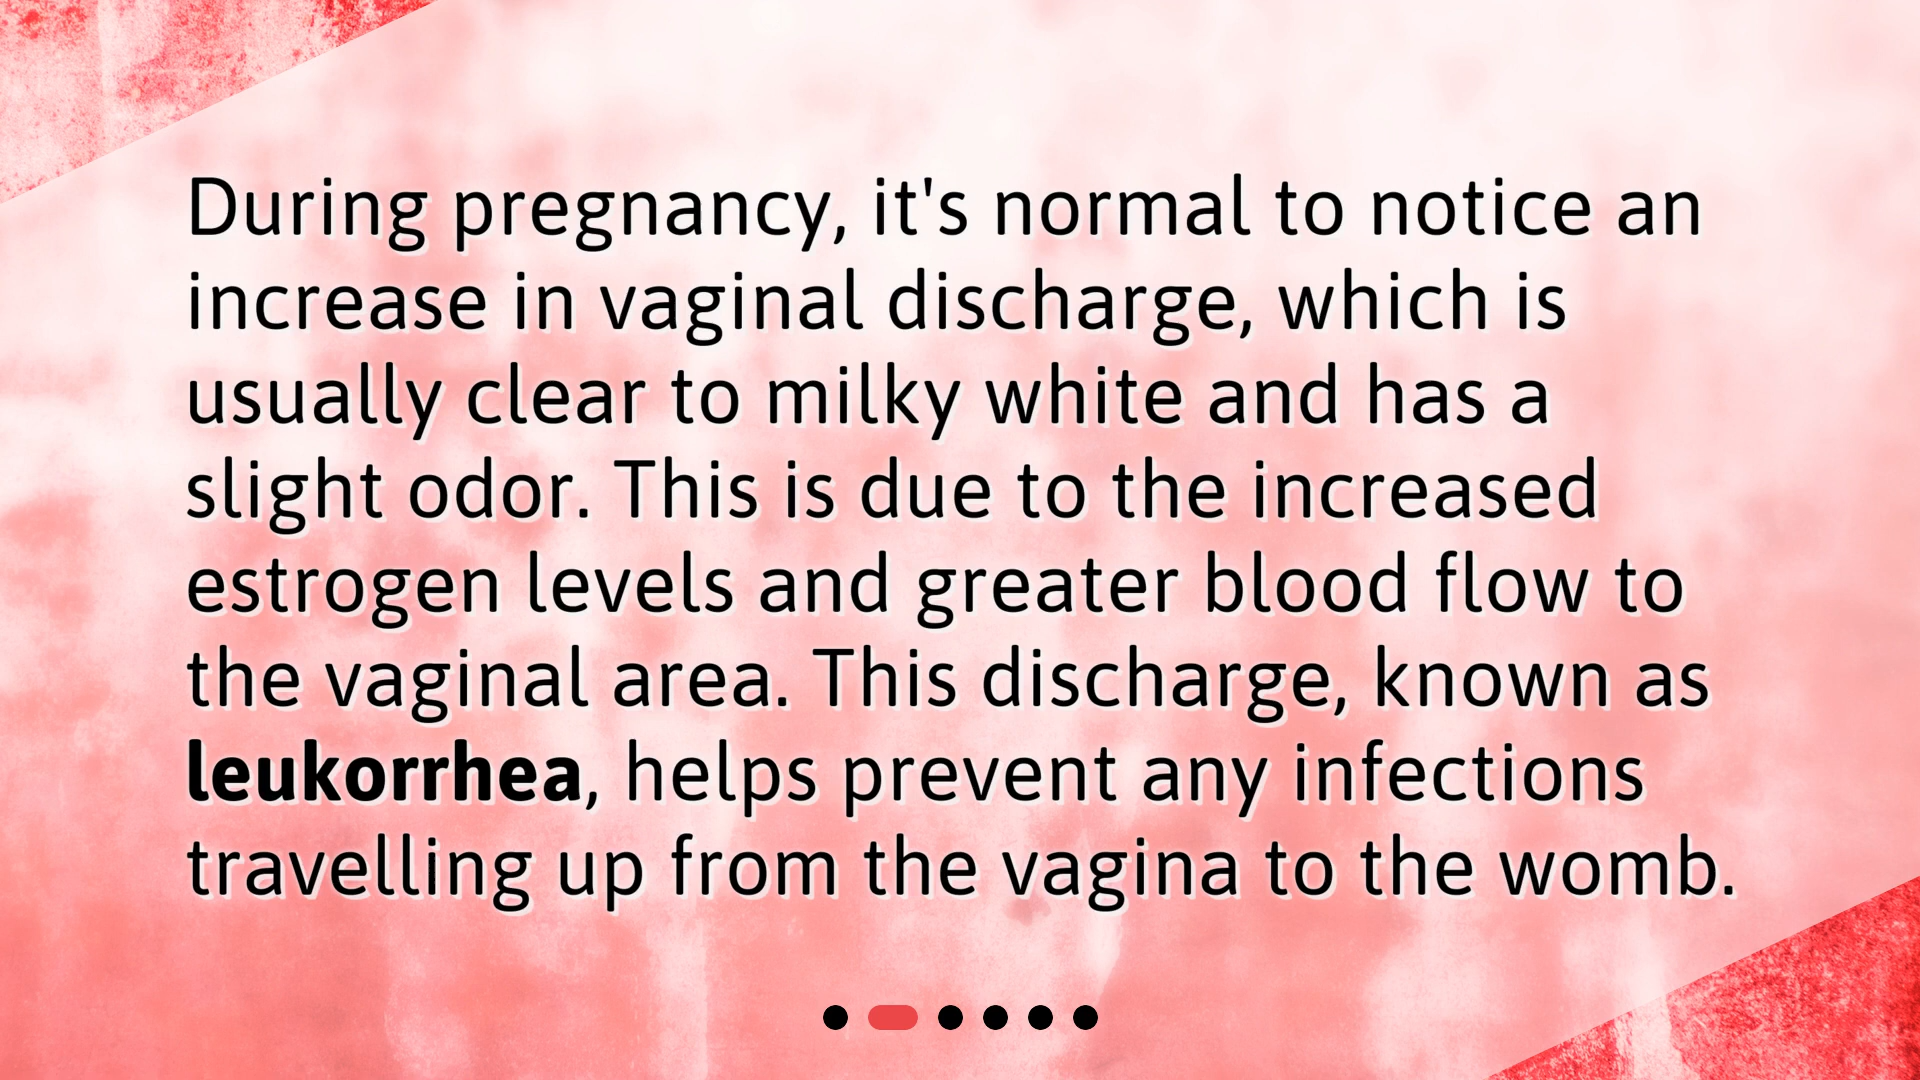 During pregnancy, it's normal to notice an
increase in vaginal discharge, which is
usually clear to milky white and has a
slight odor. This is due to the increased
estrogen levels and greater blood flow to
the vaginal area. This discharge, known as
leukorrhea, helps prevent any infections
travelling up from the vagina to the womb.